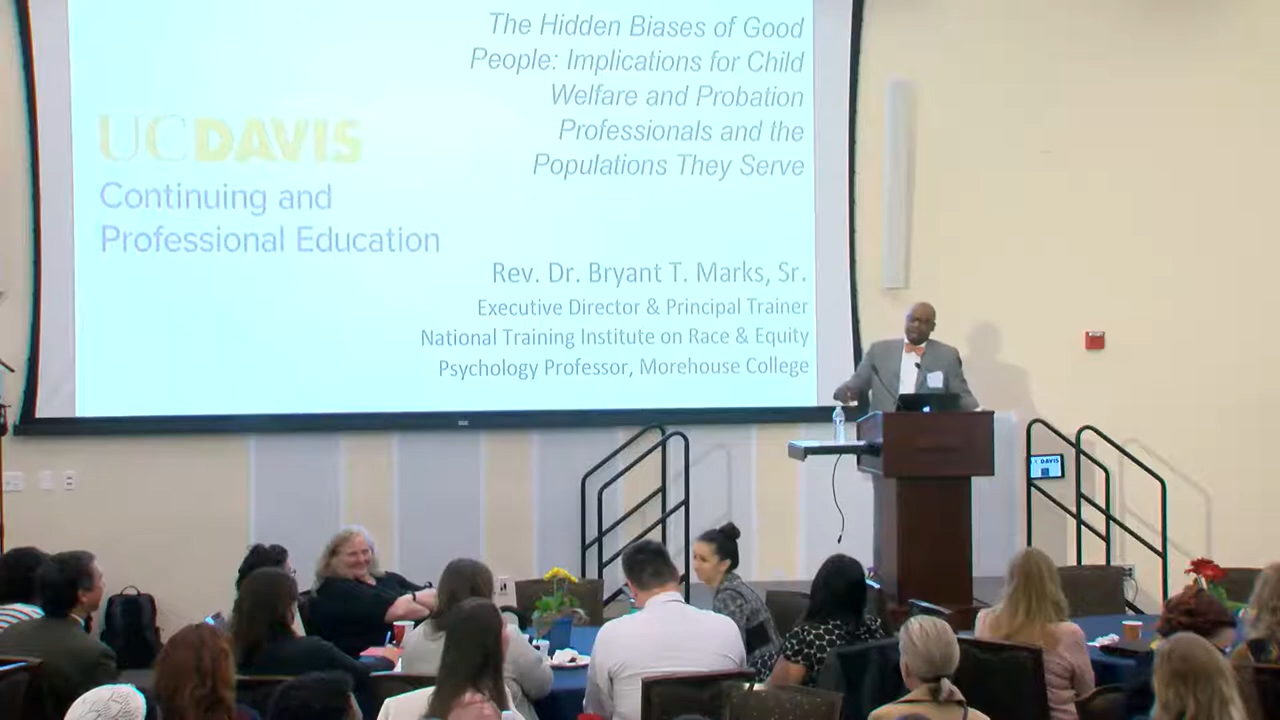 The Hidden Biases of Good
People: Implications for Child
Welfare and Probation
Professionals and the
Populations They Serve
UCDAVIS
Continuing and
Professional Education
Rev. Dr. Bryant T. Marks, Sr.
Executive Director & Principal Trainer
National Training Institute on Race & Equity
Psychology Professor, Morehouse College
DAVIS